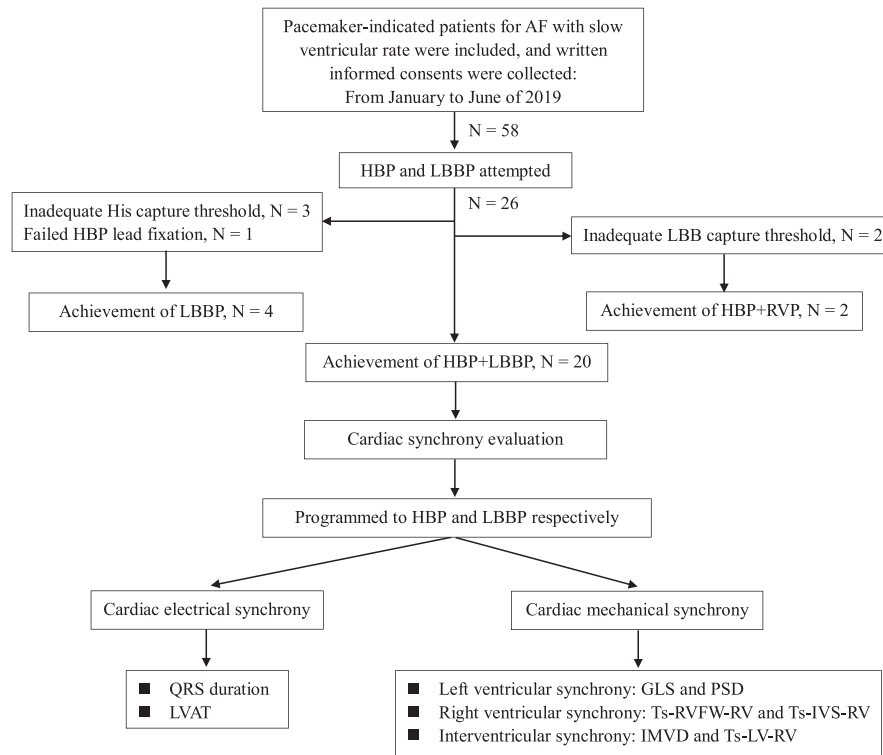 Pacemaker-indicated patients for AF with slow
ventricular rate were included, and written
informed consents were collected:
From January to June of 2019
N = 58
HBP and LBBP attempted
N = 26
Inadequate His capture threshold, N = 3
Failed HBP lead fixation, N = 1
Inadequate LBB capture threshold, N = 2
Achievement of LBBP, N = 4
Achievement of HBP+RVP, N = 2
Achievement of HBP+LBBP, N = 20
Cardiac synchrony evaluation
Programmed to HBP and LBBP respectively
Cardiac electrical synchrony
Cardiac mechanical synchrony
■ QRS duration
■ LVAT
■ Left ventricular synchrony: GLS and PSD
■ Right ventricular synchrony: Ts-RVFW-RV and Ts-IVS-RV
■ Interventricular synchrony: IMVD and Ts-LV-RV